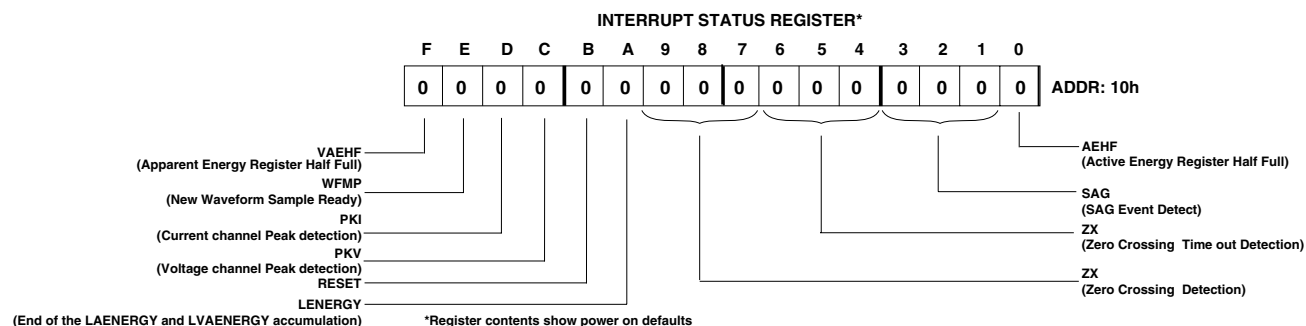 INTERRUPT STATUS REGISTER*
F E D C B A 9 8 7 6 5 4 3 2 1 0
0 0 0 0 0 0 0 0 0 0 0 0 0 0 0 0 ADDR: 10h
VAEHF
(Apparent Energy Register Half Full)
WFMP
(New Waveform Sample Ready)
PKI
(Current channel Peak detection)
PKV
(Voltage channel Peak detection)
RESET
LENERGY
(End of the LAENERGY and LVAENERGY accumulation)
AEHF
(Active Energy Register Half Full)
SAG
(SAG Event Detect)
ZX
(Zero Crossing Time out Detection)
ZX
(Zero Crossing Detection)
*Register contents show power on defaults